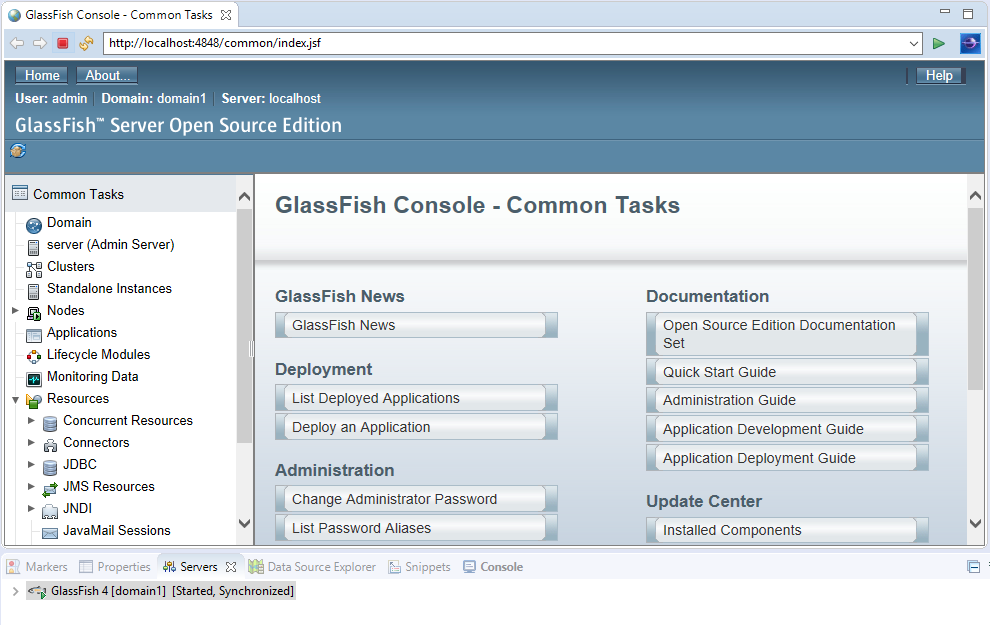 GlassFish Console - Common Tasks
http://localhost:4848/common/index.jsf
Home About... Help
User: admin Domain: domain1 Server: localhost
GlassFish™ Server Open Source Edition
Common Tasks
Domain
server (Admin Server)
Clusters
Standalone Instances
Nodes
Applications
Lifecycle Modules
Monitoring Data
Resources
Concurrent Resources
Connectors
JDBC
JMS Resources
JNDI
JavaMail Sessions
GlassFish Console - Common Tasks
GlassFish News
GlassFish News
Deployment
List Deployed Applications
Deploy an Application
Administration
Change Administrator Password
List Password Aliases
Documentation
Open Source Edition Documentation
Set
Quick Start Guide
Administration Guide
Application Development Guide
Application Deployment Guide
Update Center
Installed Components
Markers Properties Servers Data Source Explorer Snippets Console
GlassFish 4 [domain1] [Started, Synchronized]